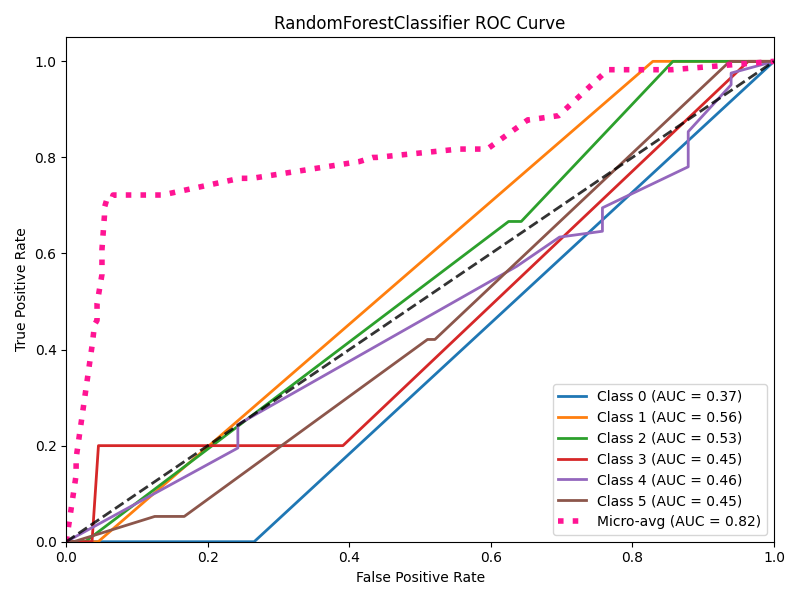 RandomForestClassifier ROC Curve
1.0
0.8
0.6
0.4
0.2
0.0
True Positive Rate
0.0 0.2 0.4 0.6 0.8 1.0
False Positive Rate
Class 0 (AUC = 0.37)
Class 1 (AUC = 0.56)
Class 2 (AUC = 0.53)
Class 3 (AUC = 0.45)
Class 4 (AUC = 0.46)
Class 5 (AUC = 0.45)
Micro-avg (AUC = 0.82)